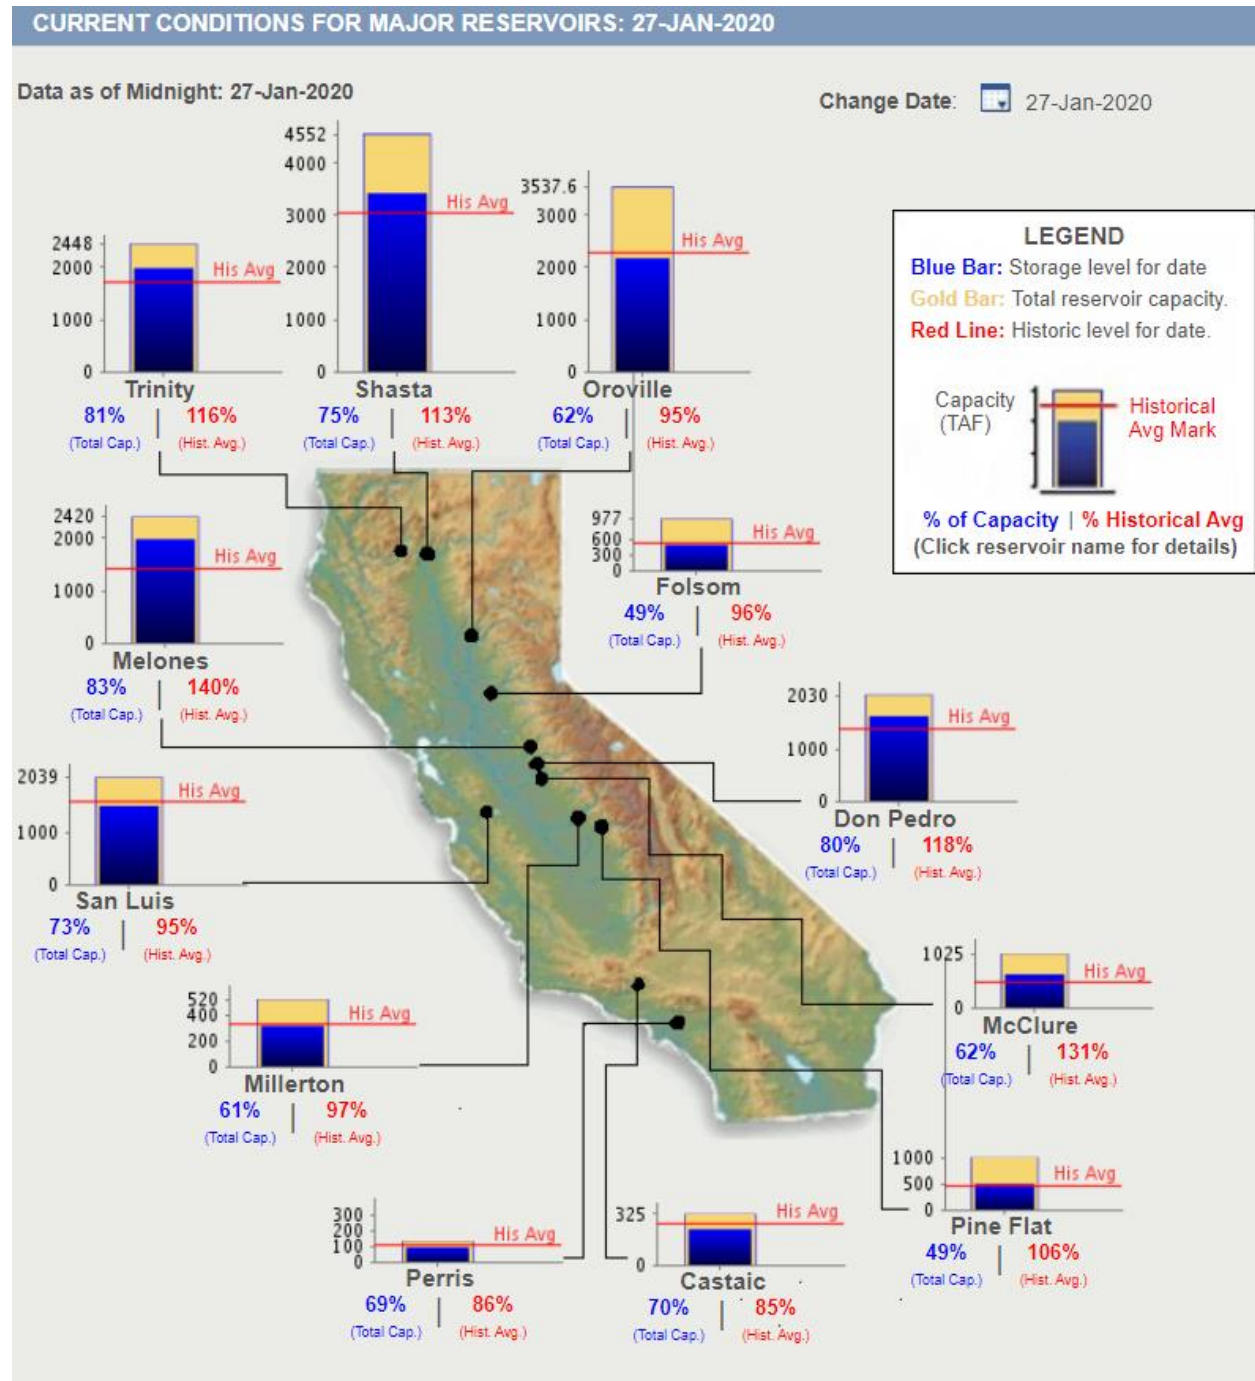 CURRENT CONDITIONS FOR MAJOR RESERVOIRS: 27-JAN-2020
Data as of Midnight: 27-Jan-2020
Change Date: 27-Jan-2020
4552
4000
3000
2000
1000
0
His Avg
Shasta
75% | 113%
(Total Cap.) (Hist. Avg.)
2448
2000
1000
0
His Avg
Trinity
81% | 116%
(Total Cap.) (Hist. Avg.)
3537.6
3000
2000
1000
0
His Avg
Oroville
62% | 95%
(Total Cap.) (Hist. Avg.)
LEGEND
Blue Bar: Storage level for date
Gold Bar: Total reservoir capacity.
Red Line: Historic level for date.
Capacity
(TAF)
Historical
Avg Mark
% of Capacity | % Historical Avg
(Click reservoir name for details)
2420
2000
1000
0
His Avg
Melones
83% | 140%
(Total Cap.) (Hist. Avg.)
977
600
300
0
His Avg
Folsom
49% | 96%
(Total Cap.) (Hist. Avg.)
2030
1000
0
His Avg
Don Pedro
80% | 118%
(Total Cap.) (Hist. Avg.)
2039
1000
0
His Avg
San Luis
73% | 95%
(Total Cap.) (Hist. Avg.)
1025
0
His Avg
McClure
62% | 131%
(Total Cap.) (Hist. Avg.)
520
400
200
0
His Avg
Millerton
61% | 97%
(Total Cap.) (Hist. Avg.)
1000
500
0
His Avg
Pine Flat
49% | 106%
(Total Cap.) (Hist. Avg.)
300
200
100
0
His Avg
Perris
69% | 86%
(Total Cap.) (Hist. Avg.)
325
0
His Avg
Castaic
70% | 85%
(Total Cap.) (Hist. Avg.)